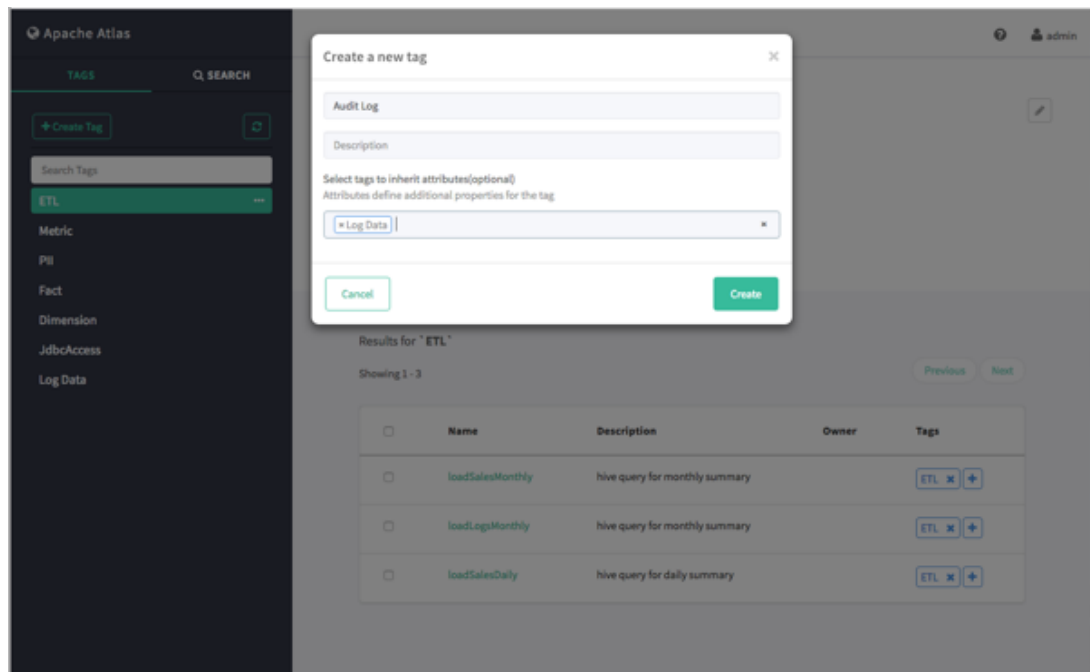 Apache Atlas
admin
TAGS
SEARCH
Create Tag
Search Tags
ETL
Metric
PII
Fact
Dimension
JdbcAccess
Log Data
Create a new tag
Audit Log
Description
Select tags to inherit attributes(optional)
Attributes define additional properties for the tag
× Log Data
Cancel
Create
Results for `ETL`
Showing 1 - 3
Previous
Next
Name Description Owner Tags
loadSalesMonthly hive query for monthly summary ETL
loadLogsMonthly hive query for monthly summary ETL
loadSalesDaily hive query for daily summary ETL